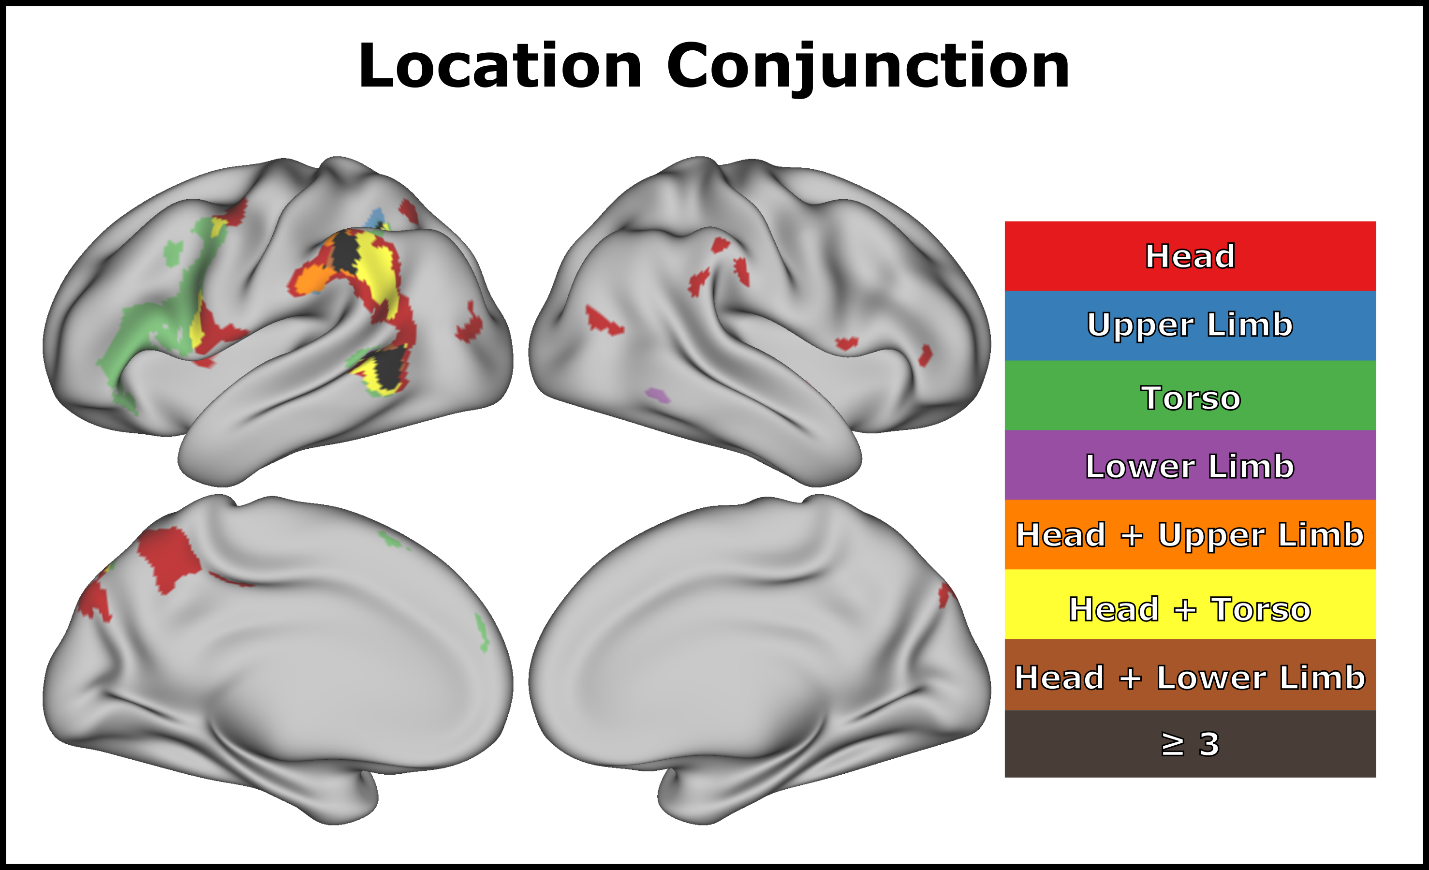 Location Conjunction
Head
Upper Limb
Torso
Lower Limb
Head + Upper Limb
Head + Torso
Head + Lower Limb
≥ 3